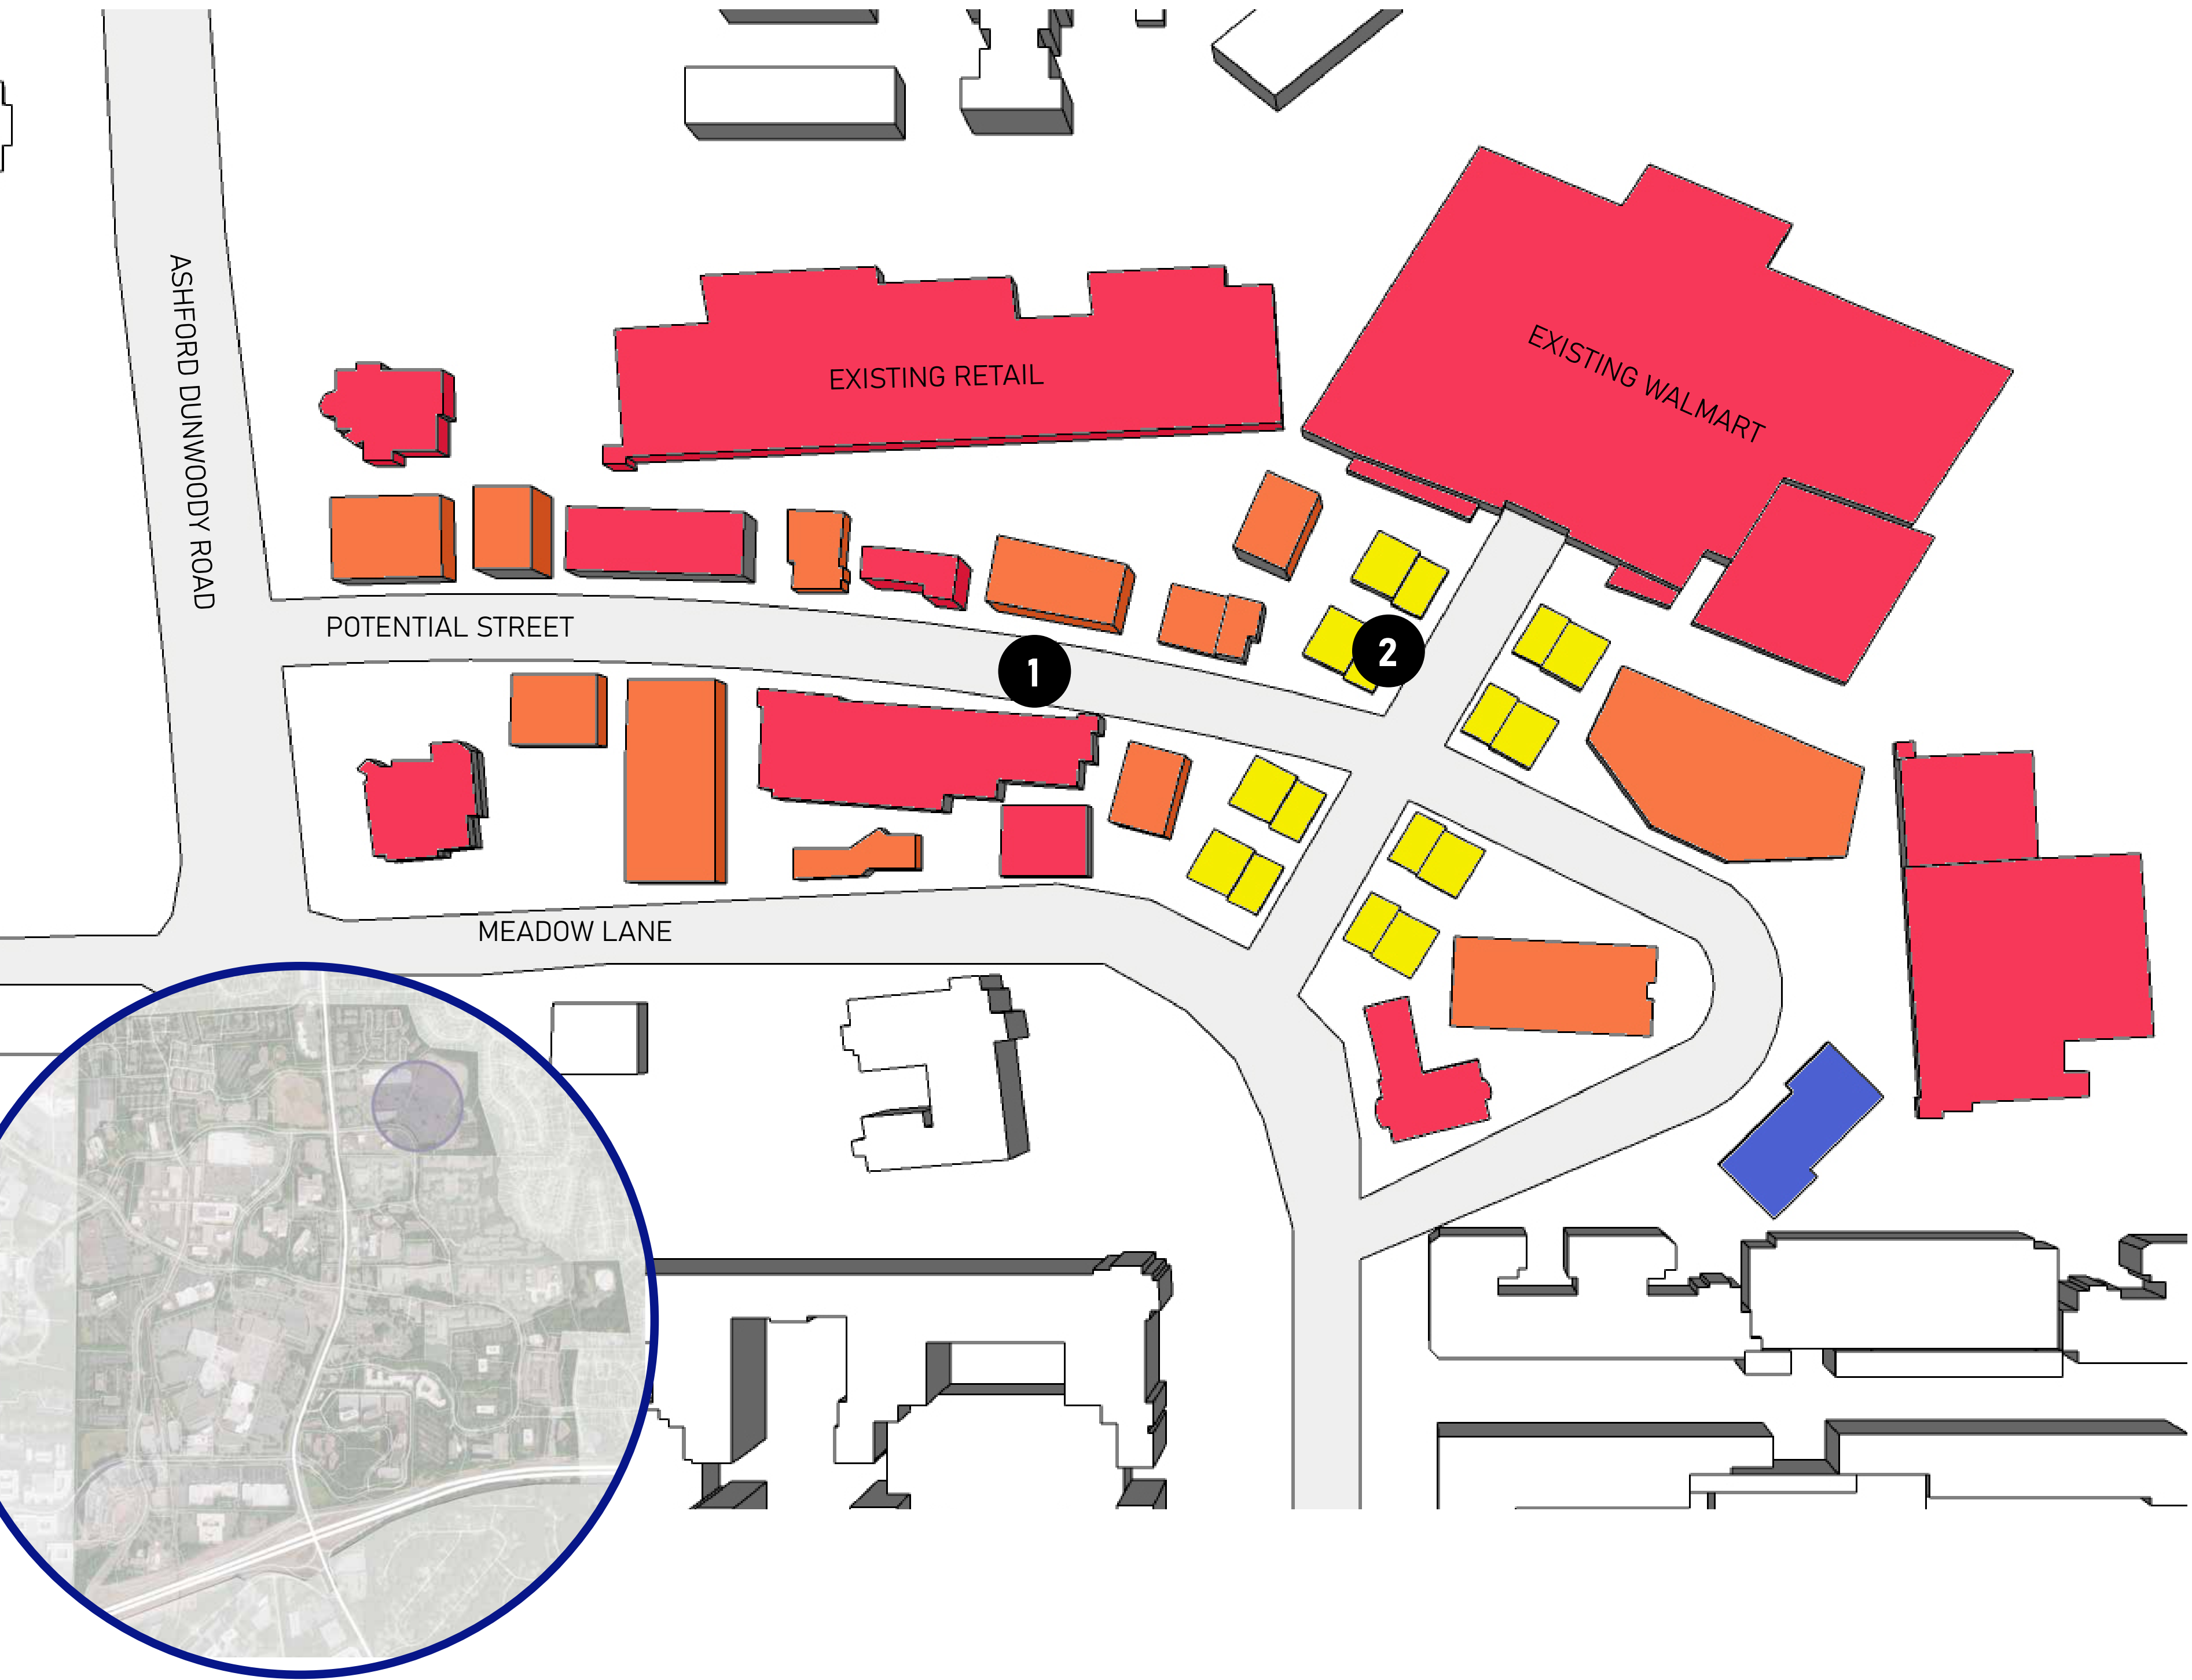 ASHFORD DUNWOODY ROAD
EXISTING RETAIL
EXISTING WALMART
POTENTIAL STREET
1
2
MEADOW LANE